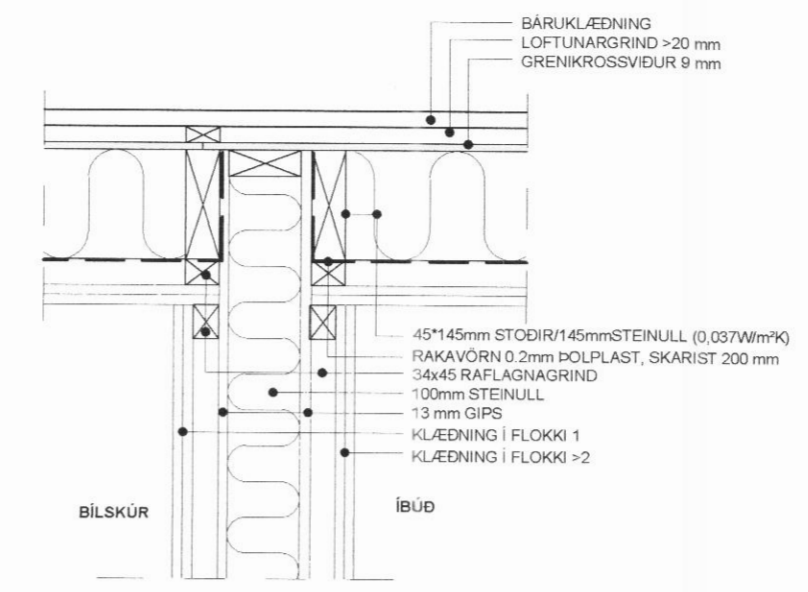 BÁRUKLÆÐNING
LOFTUNARGRIND >20 mm
GRENIKROSSVIÐUR 9 mm
45*145mm STOÐIR/145mmSTEINULL (0,037W/m²K)
RAKAVÖRN 0.2mm ÞOLPLAST, SKARIST 200 mm
34x45 RAFLAGNAGRIND
100mm STEINULL
13 mm GIPS
KLÆÐNING Í FLOKKI 1
KLÆÐNING Í FLOKKI >2
BÍLSKÚR
ÍBÚÐ